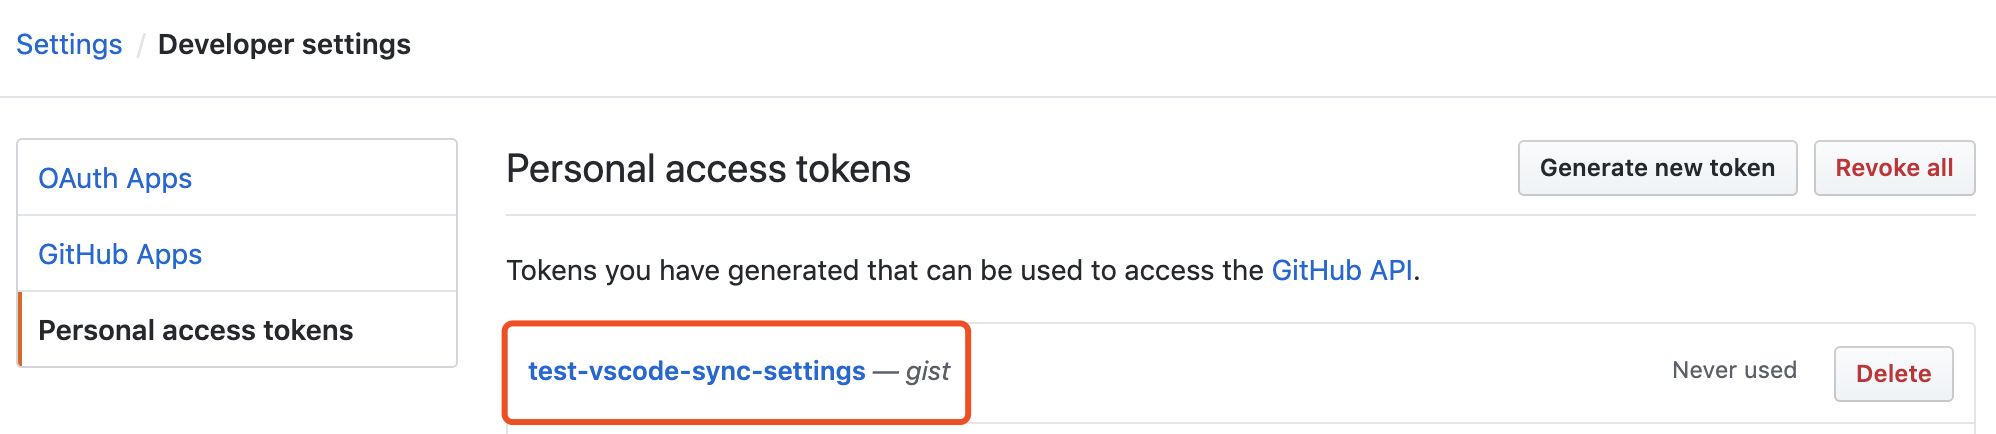 Settings / Developer settings
OAuth Apps
GitHub Apps
Personal access tokens
Personal access tokens
Generate new token
Revoke all
Tokens you have generated that can be used to access the GitHub API.
test-vscode-sync-settings — gist
Never used
Delete